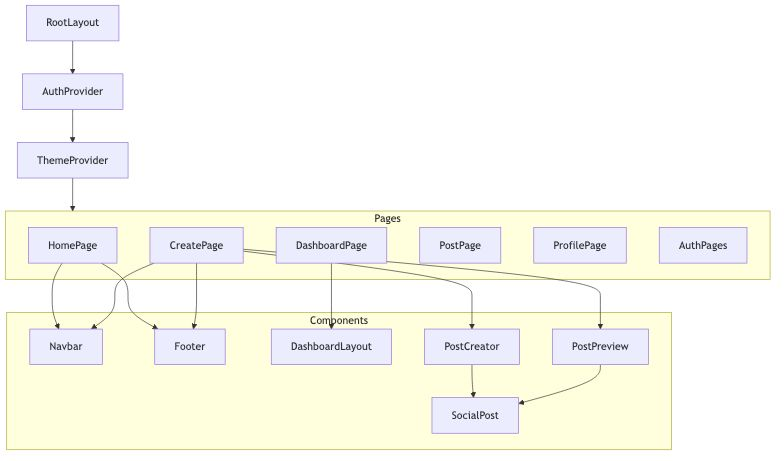 RootLayout
AuthProvider
ThemeProvider
Pages
HomePage
CreatePage
DashboardPage
PostPage
ProfilePage
AuthPages
Components
Navbar
Footer
DashboardLayout
PostCreator
PostPreview
SocialPost